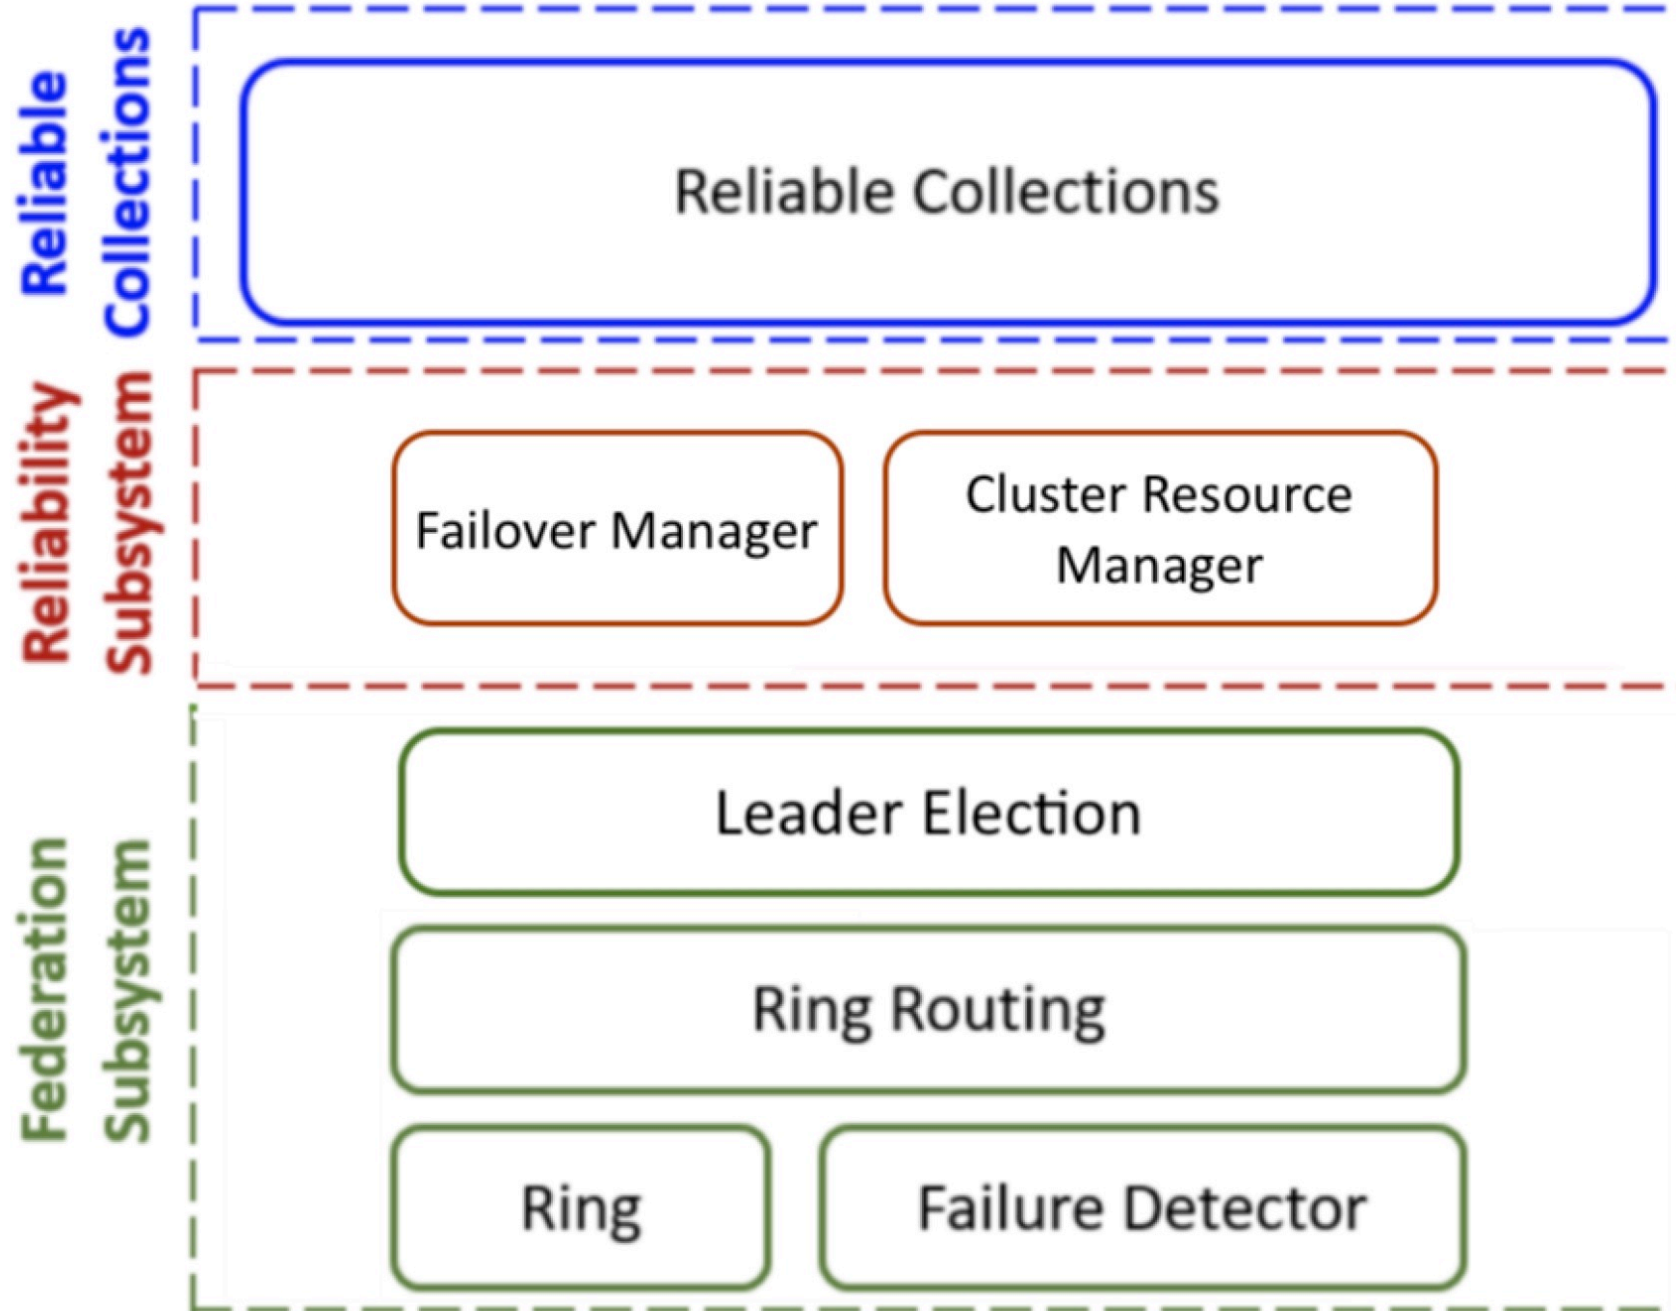 Reliable
Collections
Reliable Collections
Reliability
Subsystem
Failover Manager
Cluster Resource
Manager
Federation
Subsystem
Leader Election
Ring Routing
Ring
Failure Detector